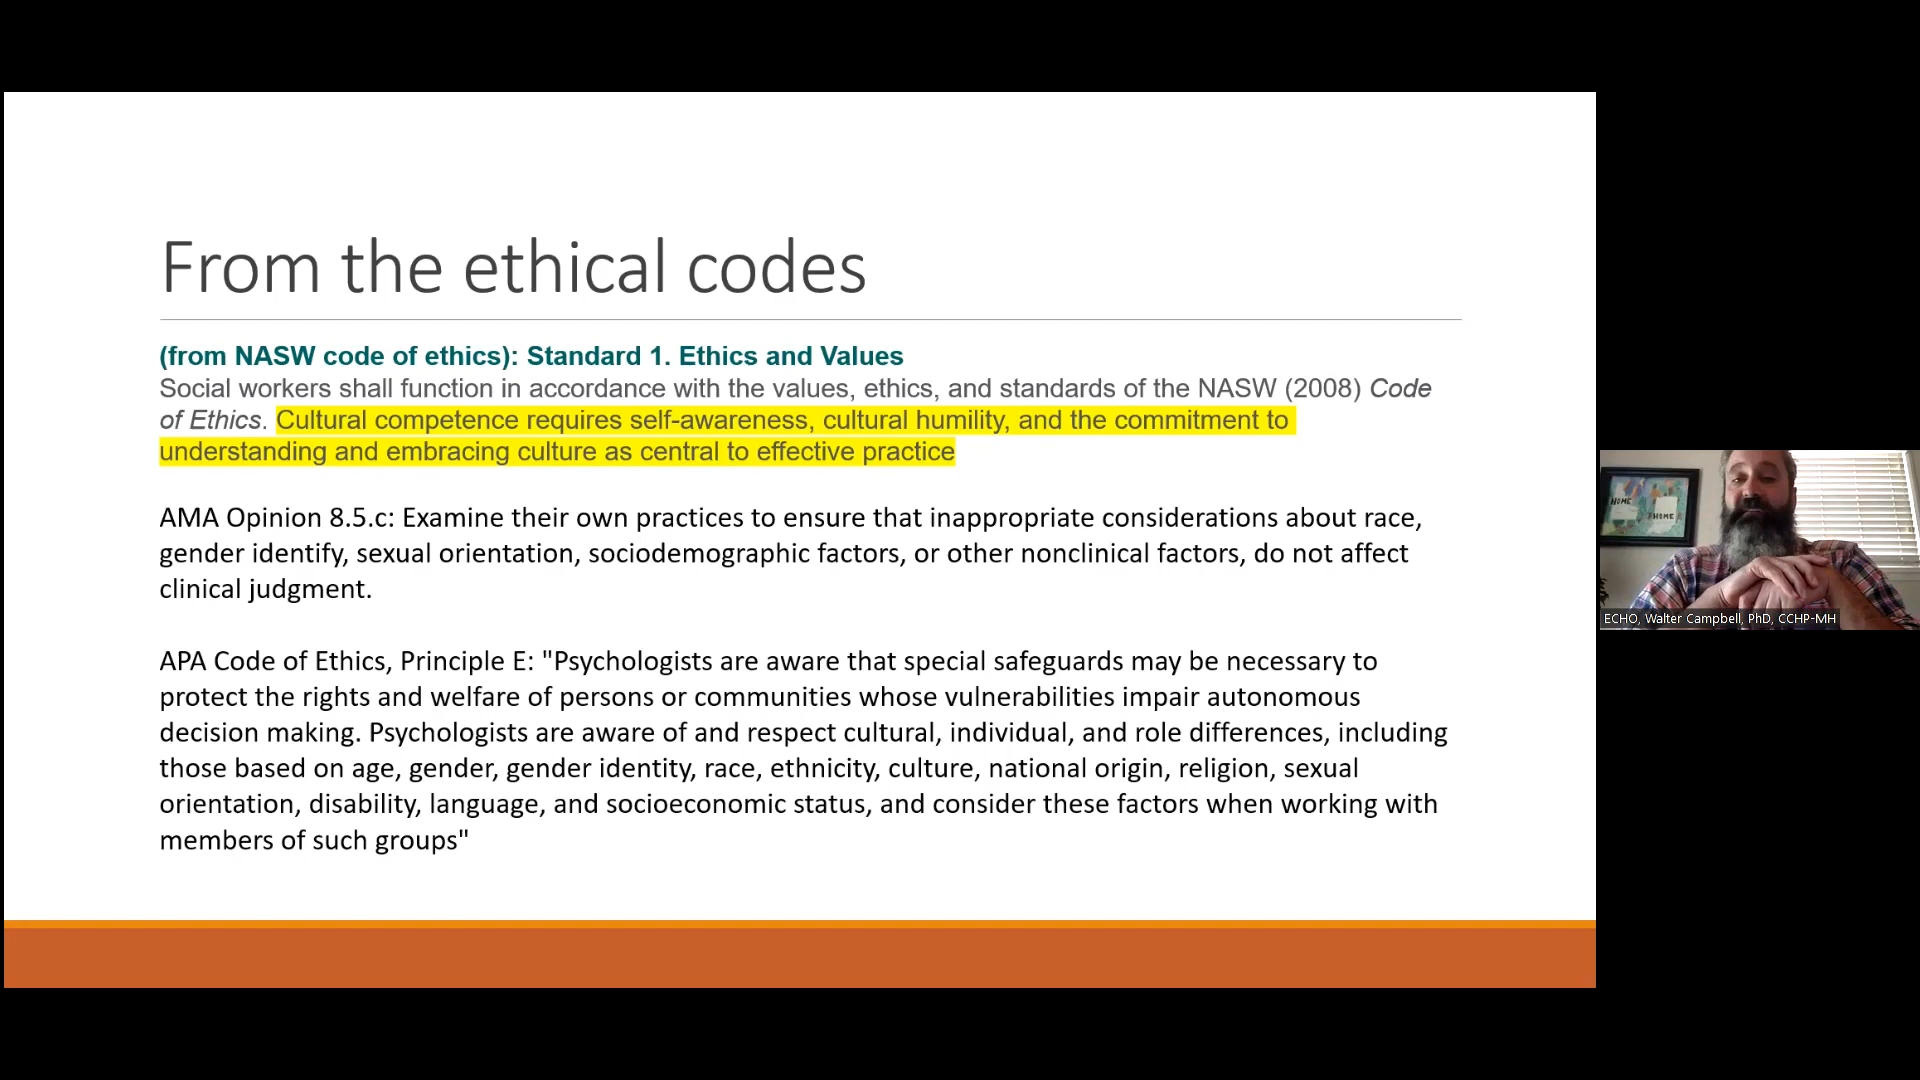 From the ethical codes
(from NASW code of ethics): Standard 1. Ethics and Values
Social workers shall function in accordance with the values, ethics, and standards of the NASW (2008) Code
of Ethics. Cultural competence requires self-awareness, cultural humility, and the commitment to
understanding and embracing culture as central to effective practice
AMA Opinion 8.5.c: Examine their own practices to ensure that inappropriate considerations about race,
gender identify, sexual orientation, sociodemographic factors, or other nonclinical factors, do not affect
clinical judgment.
APA Code of Ethics, Principle E: "Psychologists are aware that special safeguards may be necessary to
protect the rights and welfare of persons or communities whose vulnerabilities impair autonomous
decision making. Psychologists are aware of and respect cultural, individual, and role differences, including
those based on age, gender, gender identity, race, ethnicity, culture, national origin, religion, sexual
orientation, disability, language, and socioeconomic status, and consider these factors when working with
members of such groups"
HOME
HOME
ECHO, Walter Campbell, PhD, CCHP-MH